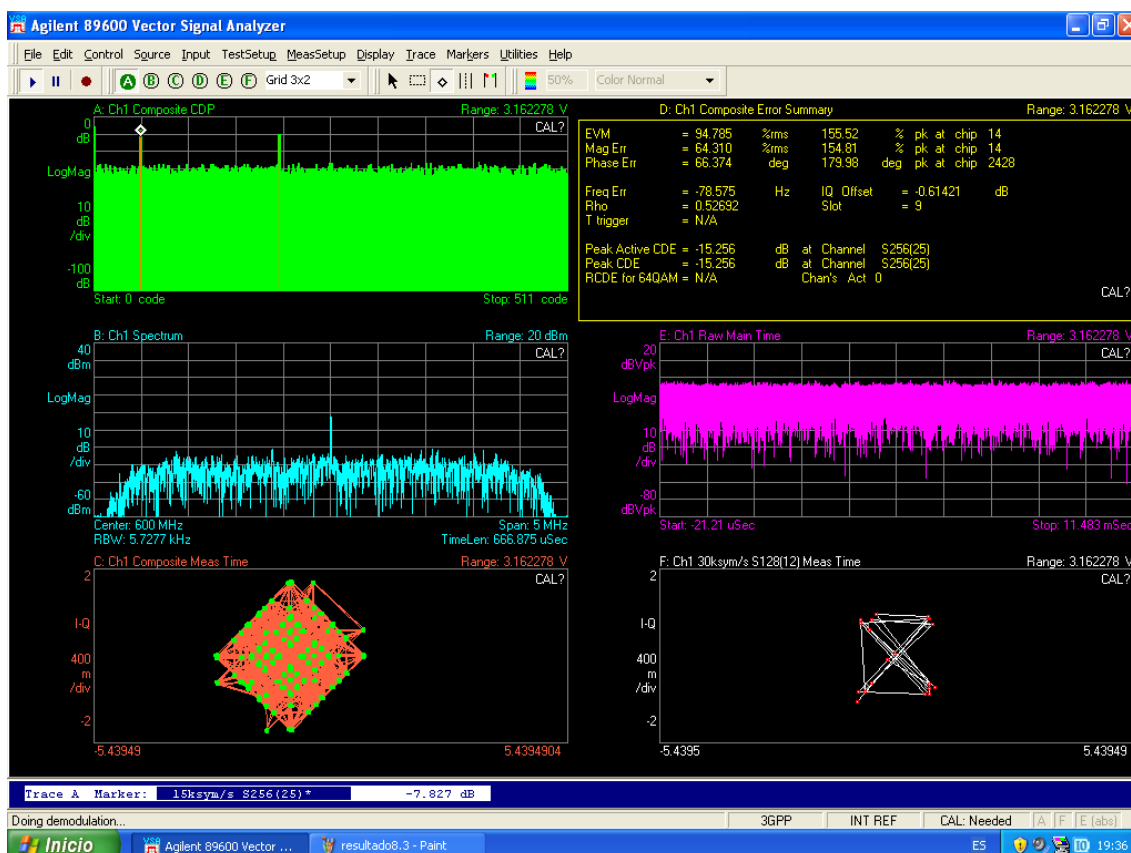 Agilent 89600 Vector Signal Analyzer
File Edit Control Source Input TestSetup MeasSetup Display Trace Markers Utilities Help
A B C D E F Grid 3x2 50% Color Normal
A: Ch1 Composite CDP Range: 3.162278 V
0
dB
CAL?
LogMag
10
dB
/div
-100
dB
Start: 0 code Stop: 511 code
D: Ch1 Composite Error Summary Range: 3.162278 V
EVM = 94.785 %rms 155.52 % pk at chip 14
Mag Err = 64.310 %rms 154.81 % pk at chip 14
Phase Err = 66.374 deg 179.98 deg pk at chip 2428
Freq Err = -78.575 Hz IQ Offset = -0.61421 dB
Rho = 0.52692 Slot = 9
T trigger = N/A
Peak Active CDE = -15.256 dB at Channel S256(25)
Peak CDE = -15.256 dB at Channel S256(25)
RCDE for 64QAM = N/A Chan's Act 0
CAL?
B: Ch1 Spectrum Range: 20 dBm
40
dBm
CAL?
LogMag
10
dB
/div
-60
dBm
Center: 600 MHz Span: 5 MHz
RBW: 5.7277 kHz TimeLen: 666.875 uSec
E: Ch1 Raw Main Time Range: 3.162278 V
20
dBVpk
CAL?
LogMag
10
dB
/div
-80
dBVpk
Start: -21.21 uSec Stop: 11.483 mSec
C: Ch1 Composite Meas Time Range: 3.162278 V
2
CAL?
I-Q
400
m
/div
-2
-5.43949 5.4394904
F: Ch1 30ksym/s S128(12) Meas Time Range: 3.162278 V
2
CAL?
I-Q
400
m
/div
-2
-5.4395 5.43949
Trace A Marker: 15ksym/s S256(25)* -7.827 dB
Doing demodulation... 3GPP INT REF CAL: Needed A F E (abs)
Inicio Agilent 89600 Vector ... resultado8.3 - Paint ES 19:36